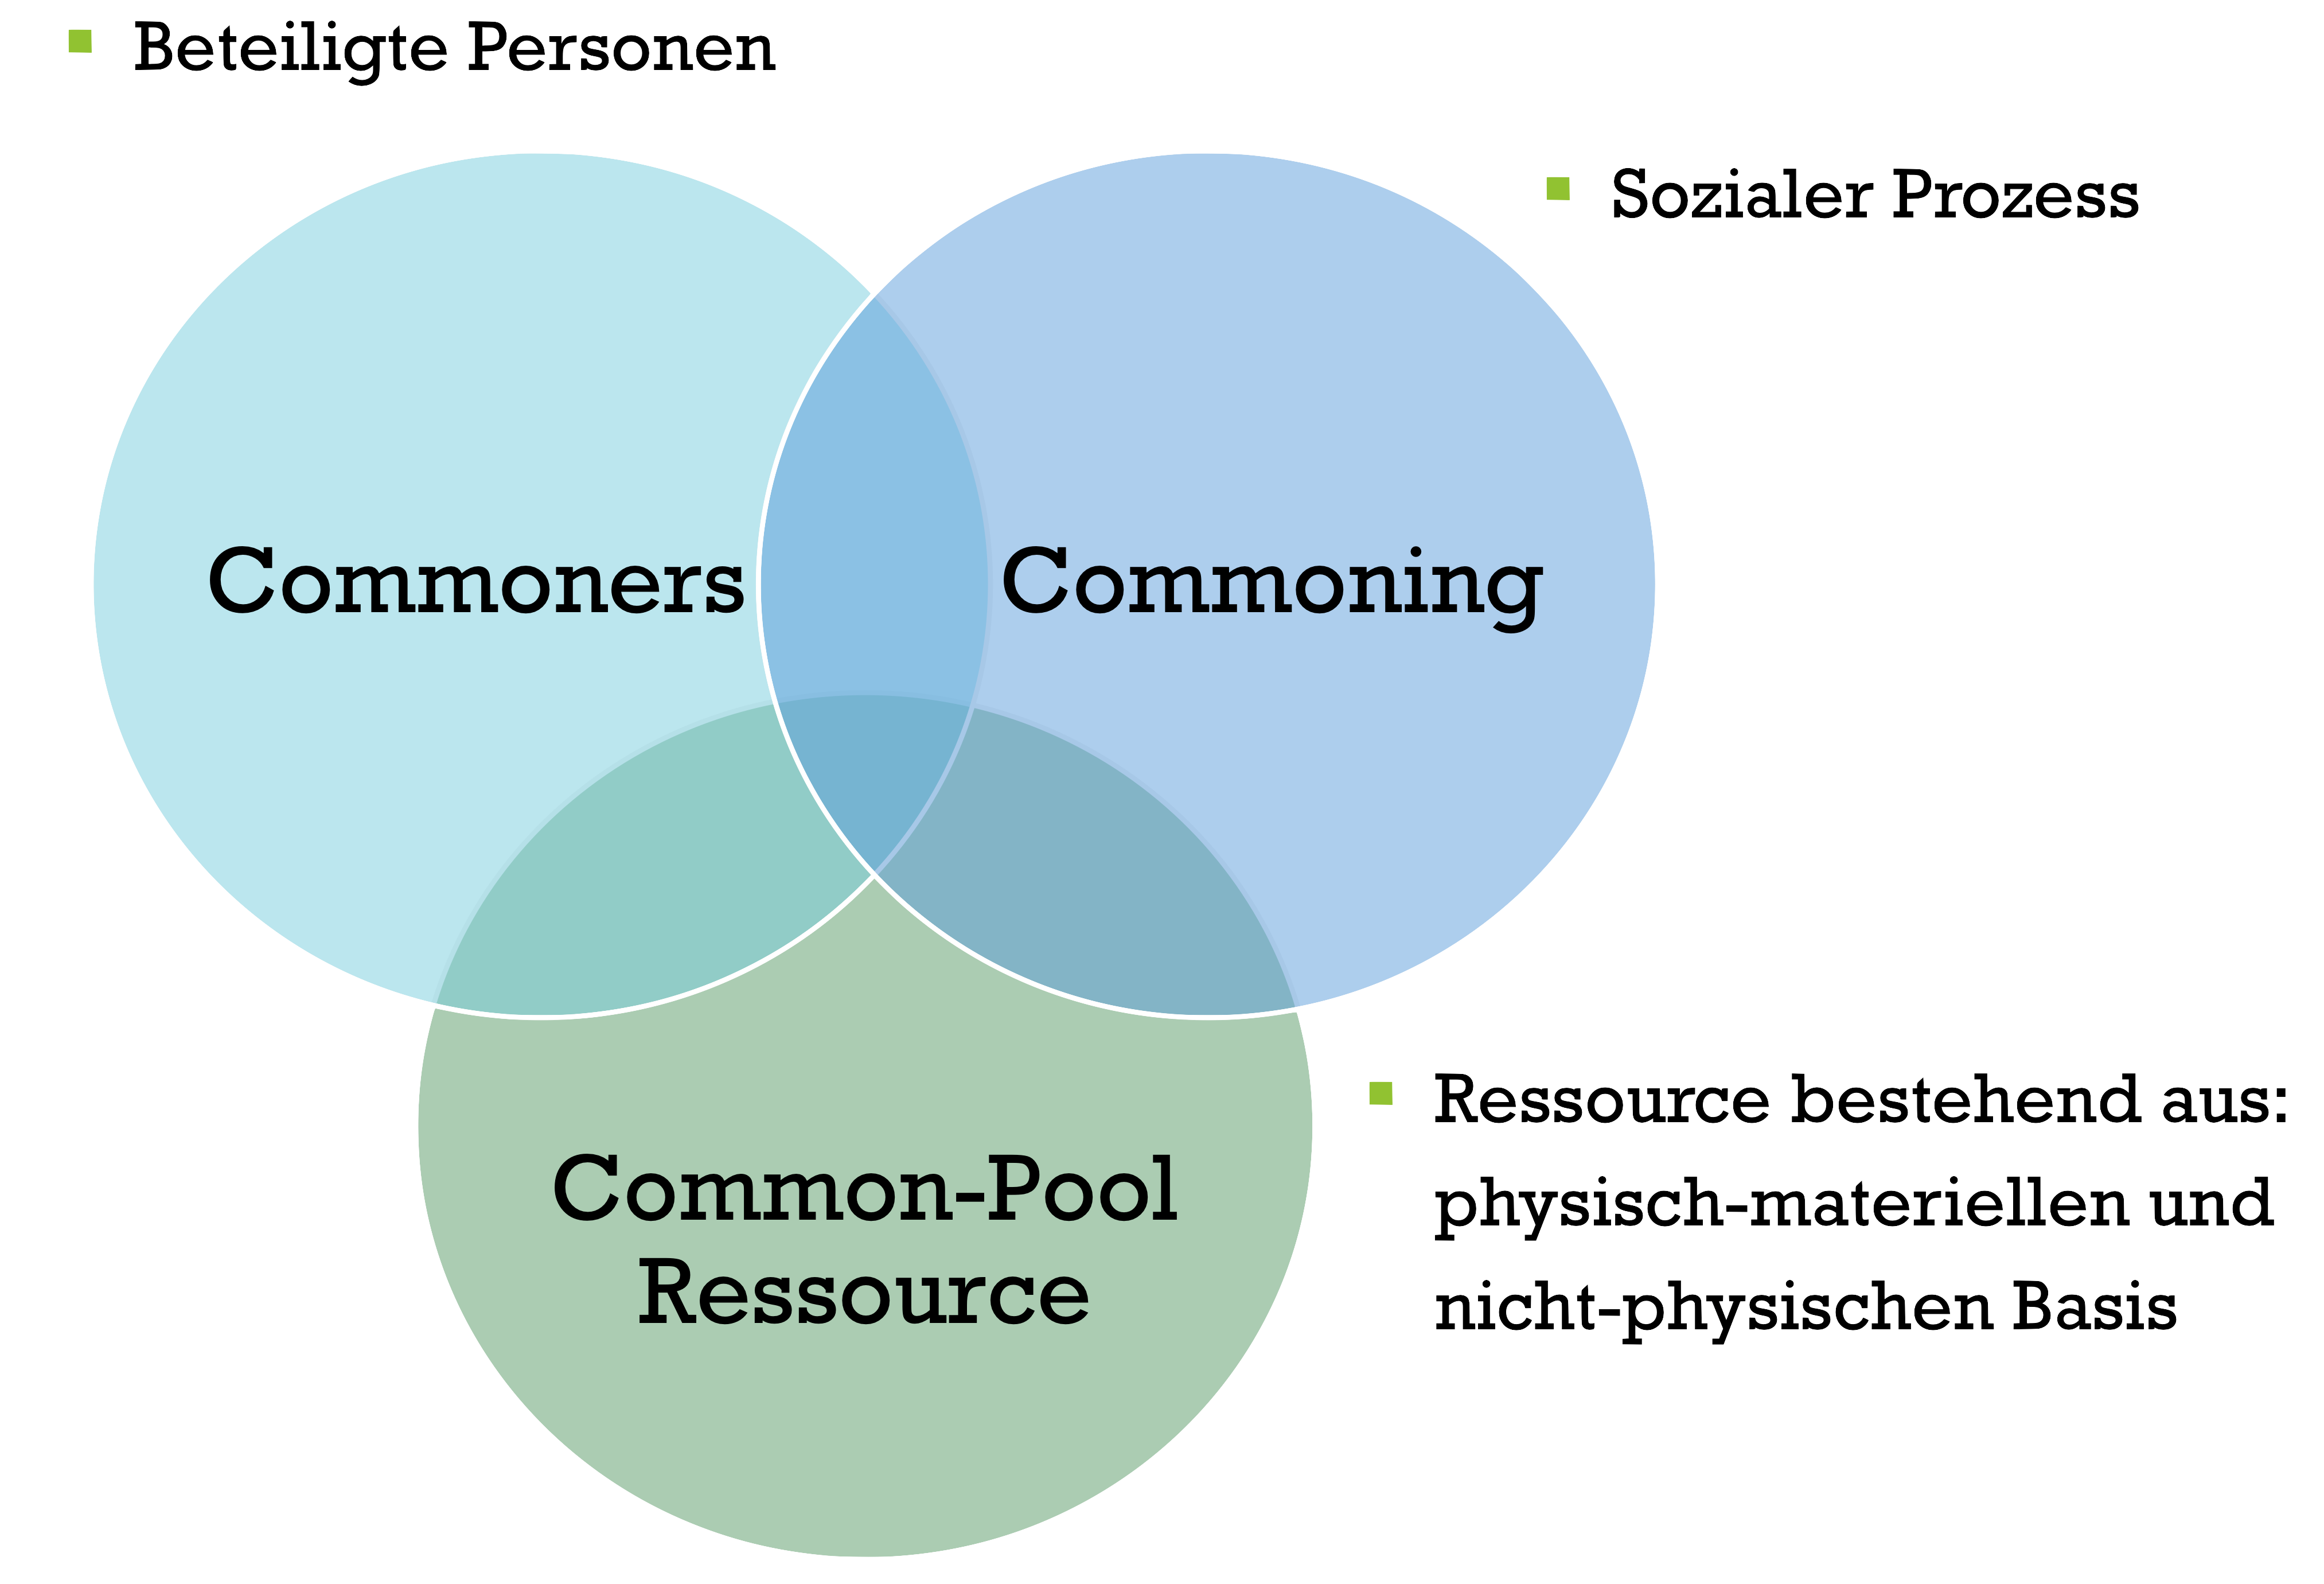 Beteiligte Personen
Sozialer Prozess
Commoners
Commoning
Common-Pool
Ressource
Ressource bestehend aus:
physisch-materiellen und
nicht-physischen Basis